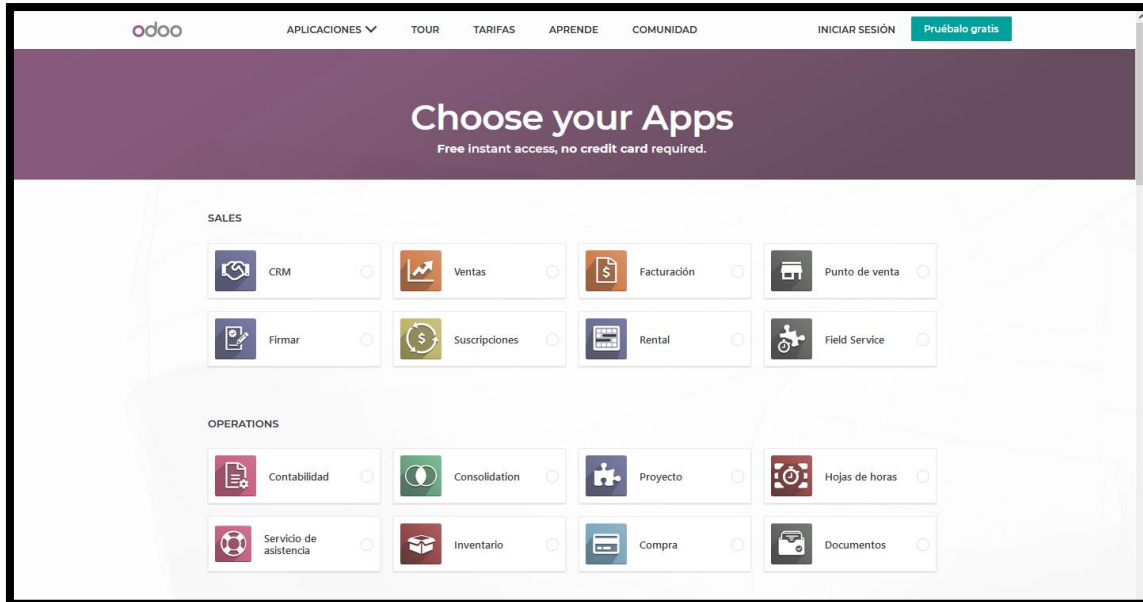 odoo
APLICACIONES TOUR TARIFAS APRENDE COMUNIDAD INICIAR SESIÓN Pruébalo gratis
Choose your Apps
Free instant access, no credit card required.
SALES
CRM Ventas Facturación Punto de venta
Firmar Suscripciones Rental Field Service
OPERATIONS
Contabilidad Consolidation Proyecto Hojas de horas
Servicio de
asistencia
Inventario Compra Documentos